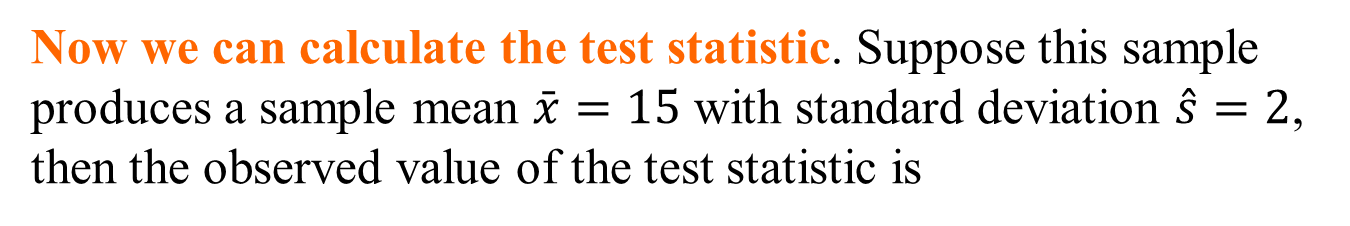 Now we can calculate the test statistic. Suppose this sample
produces a sample mean x̄ = 15 with standard deviation ŝ = 2,
then the observed value of the test statistic is